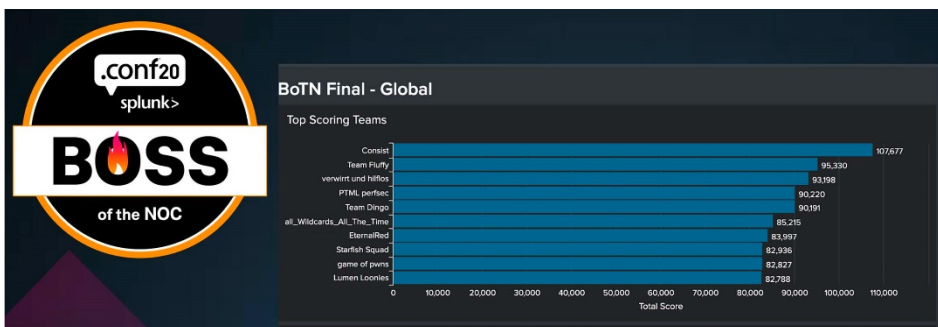 .conf20
splunk>
BOSS
of the NOC
BoTN Final - Global
Top Scoring Teams
Consist 107,677
Team Fluffy 95,330
verwirrt und hilflos 93,198
PTML perfsec 90,220
Team Dingo 90,191
all_Wildcards_All_The_Time 85,215
EternalRed 83,997
Starfish Squad 82,936
game of pwns 82,827
Lumen Loonies 82,788
0 10,000 20,000 30,000 40,000 50,000 60,000 70,000 80,000 90,000 100,000 110,000
Total Score